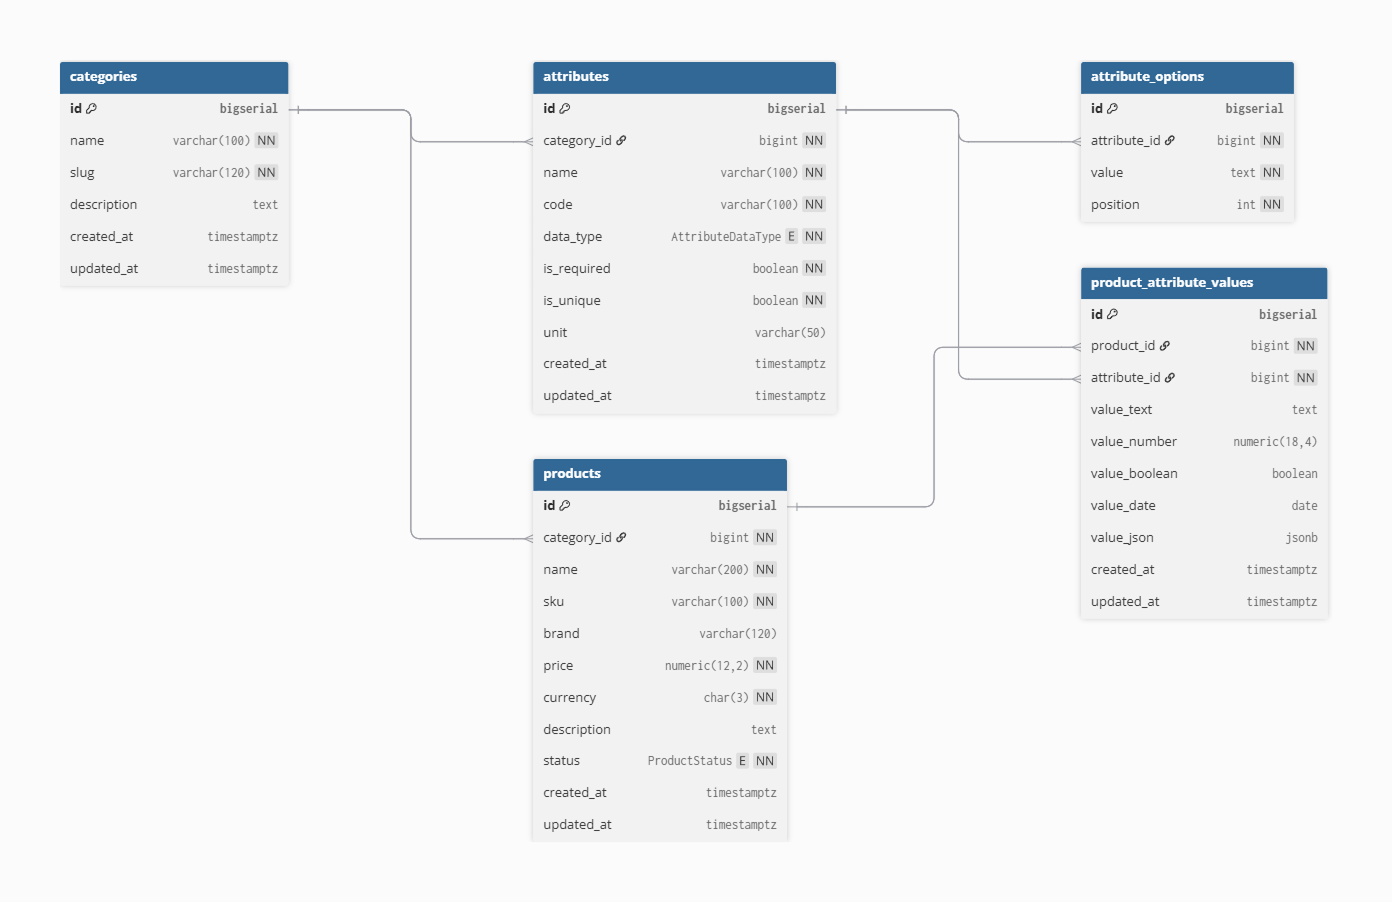 categories
id bigserial
name varchar(100) NN
slug varchar(120) NN
description text
created_at timestamptz
updated_at timestamptz
attributes
id bigserial
category_id bigint NN
name varchar(100) NN
code varchar(100) NN
data_type AttributeDataType E NN
is_required boolean NN
is_unique boolean NN
unit varchar(50)
created_at timestamptz
updated_at timestamptz
products
id bigserial
category_id bigint NN
name varchar(200) NN
sku varchar(100) NN
brand varchar(120)
price numeric(12,2) NN
currency char(3) NN
description text
status ProductStatus E NN
created_at timestamptz
updated_at timestamptz
attribute_options
id bigserial
attribute_id bigint NN
value text NN
position int NN
product_attribute_values
id bigserial
product_id bigint NN
attribute_id bigint NN
value_text text
value_number numeric(18,4)
value_boolean boolean
value_date date
value_json jsonb
created_at timestamptz
updated_at timestamptz